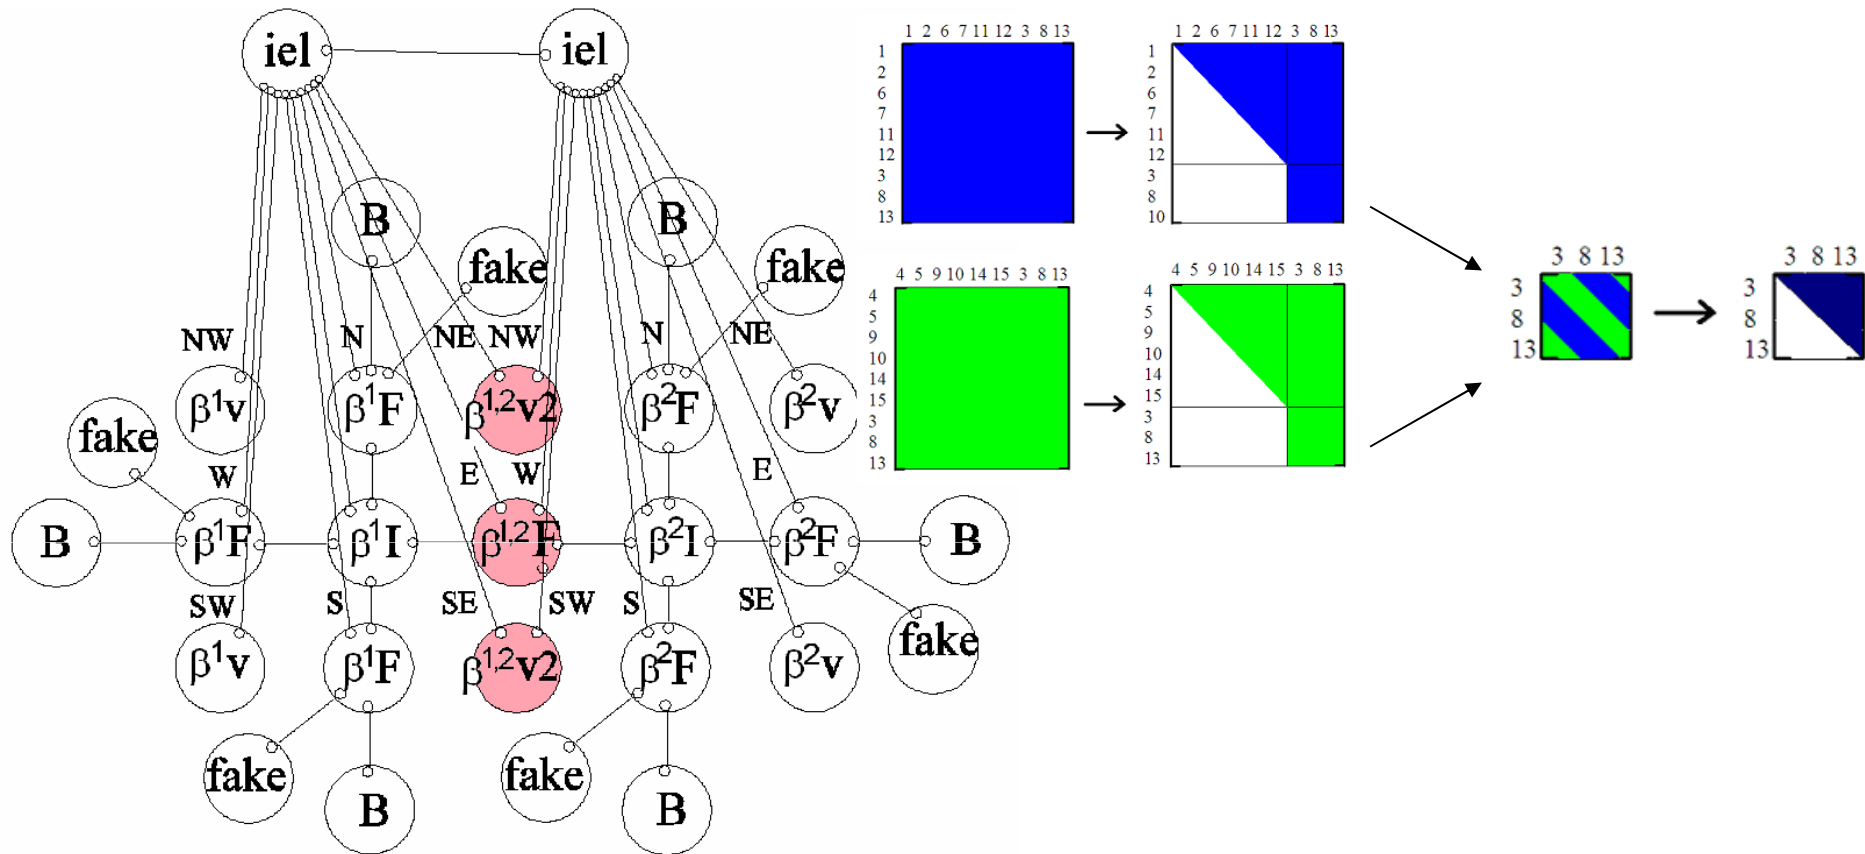 iel iel
B B
fake fake
NW N NE NW N NE
β¹v β¹F β¹,²v2 β²F β²v
fake
W E W E
B β¹F β¹I β¹,²F β²I β²F B
SW S SE SW S SE
fake
β¹v β¹F β¹,²v2 β²F β²v
fake fake
B B
1 2 6 7 11 12 3 8 13
1
2
6
7
11
12
3
8
13
1 2 6 7 11 12 3 8 13
1
2
6
7
11
12
3
8
10
4 5 9 10 14 15 3 8 13
4
5
9
10
14
15
3
8
13
4 5 9 10 14 15 3 8 13
4
5
9
10
14
15
3
8
13
3 8 13
3
8
13
3 8 13
3
8
13